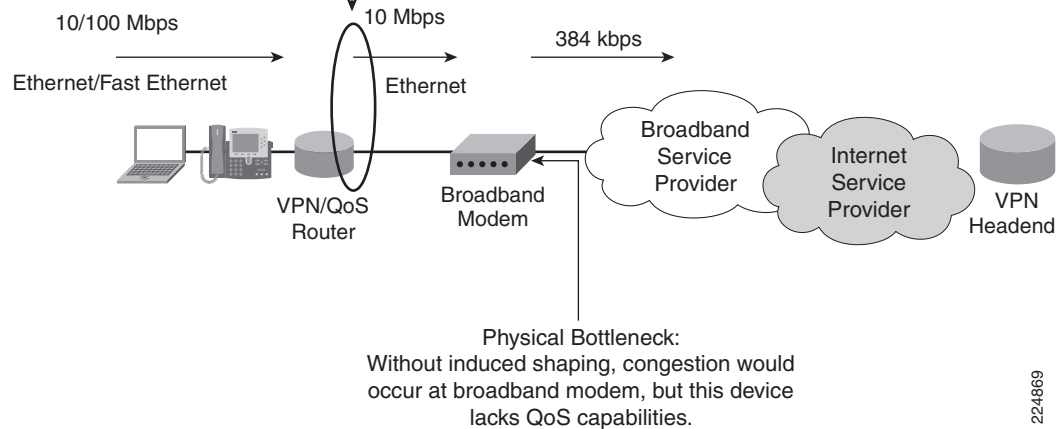 10/100 Mbps
10 Mbps
384 kbps
Ethernet/Fast Ethernet
Ethernet
Broadband
Service
Provider
Internet
Service
Provider
VPN/QoS
Router
Broadband
Modem
VPN
Headend
Physical Bottleneck:
Without induced shaping, congestion would
occur at broadband modem, but this device
lacks QoS capabilities.
224869